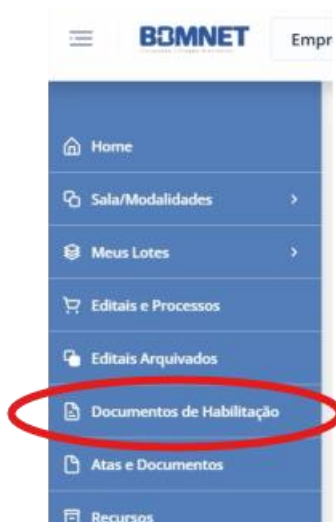 BBMNET
Empr
Home
Sala/Modalidades
Meus Lotes
Editais e Processos
Editais Arquivados
Documentos de Habilitação
Atas e Documentos
Recursos